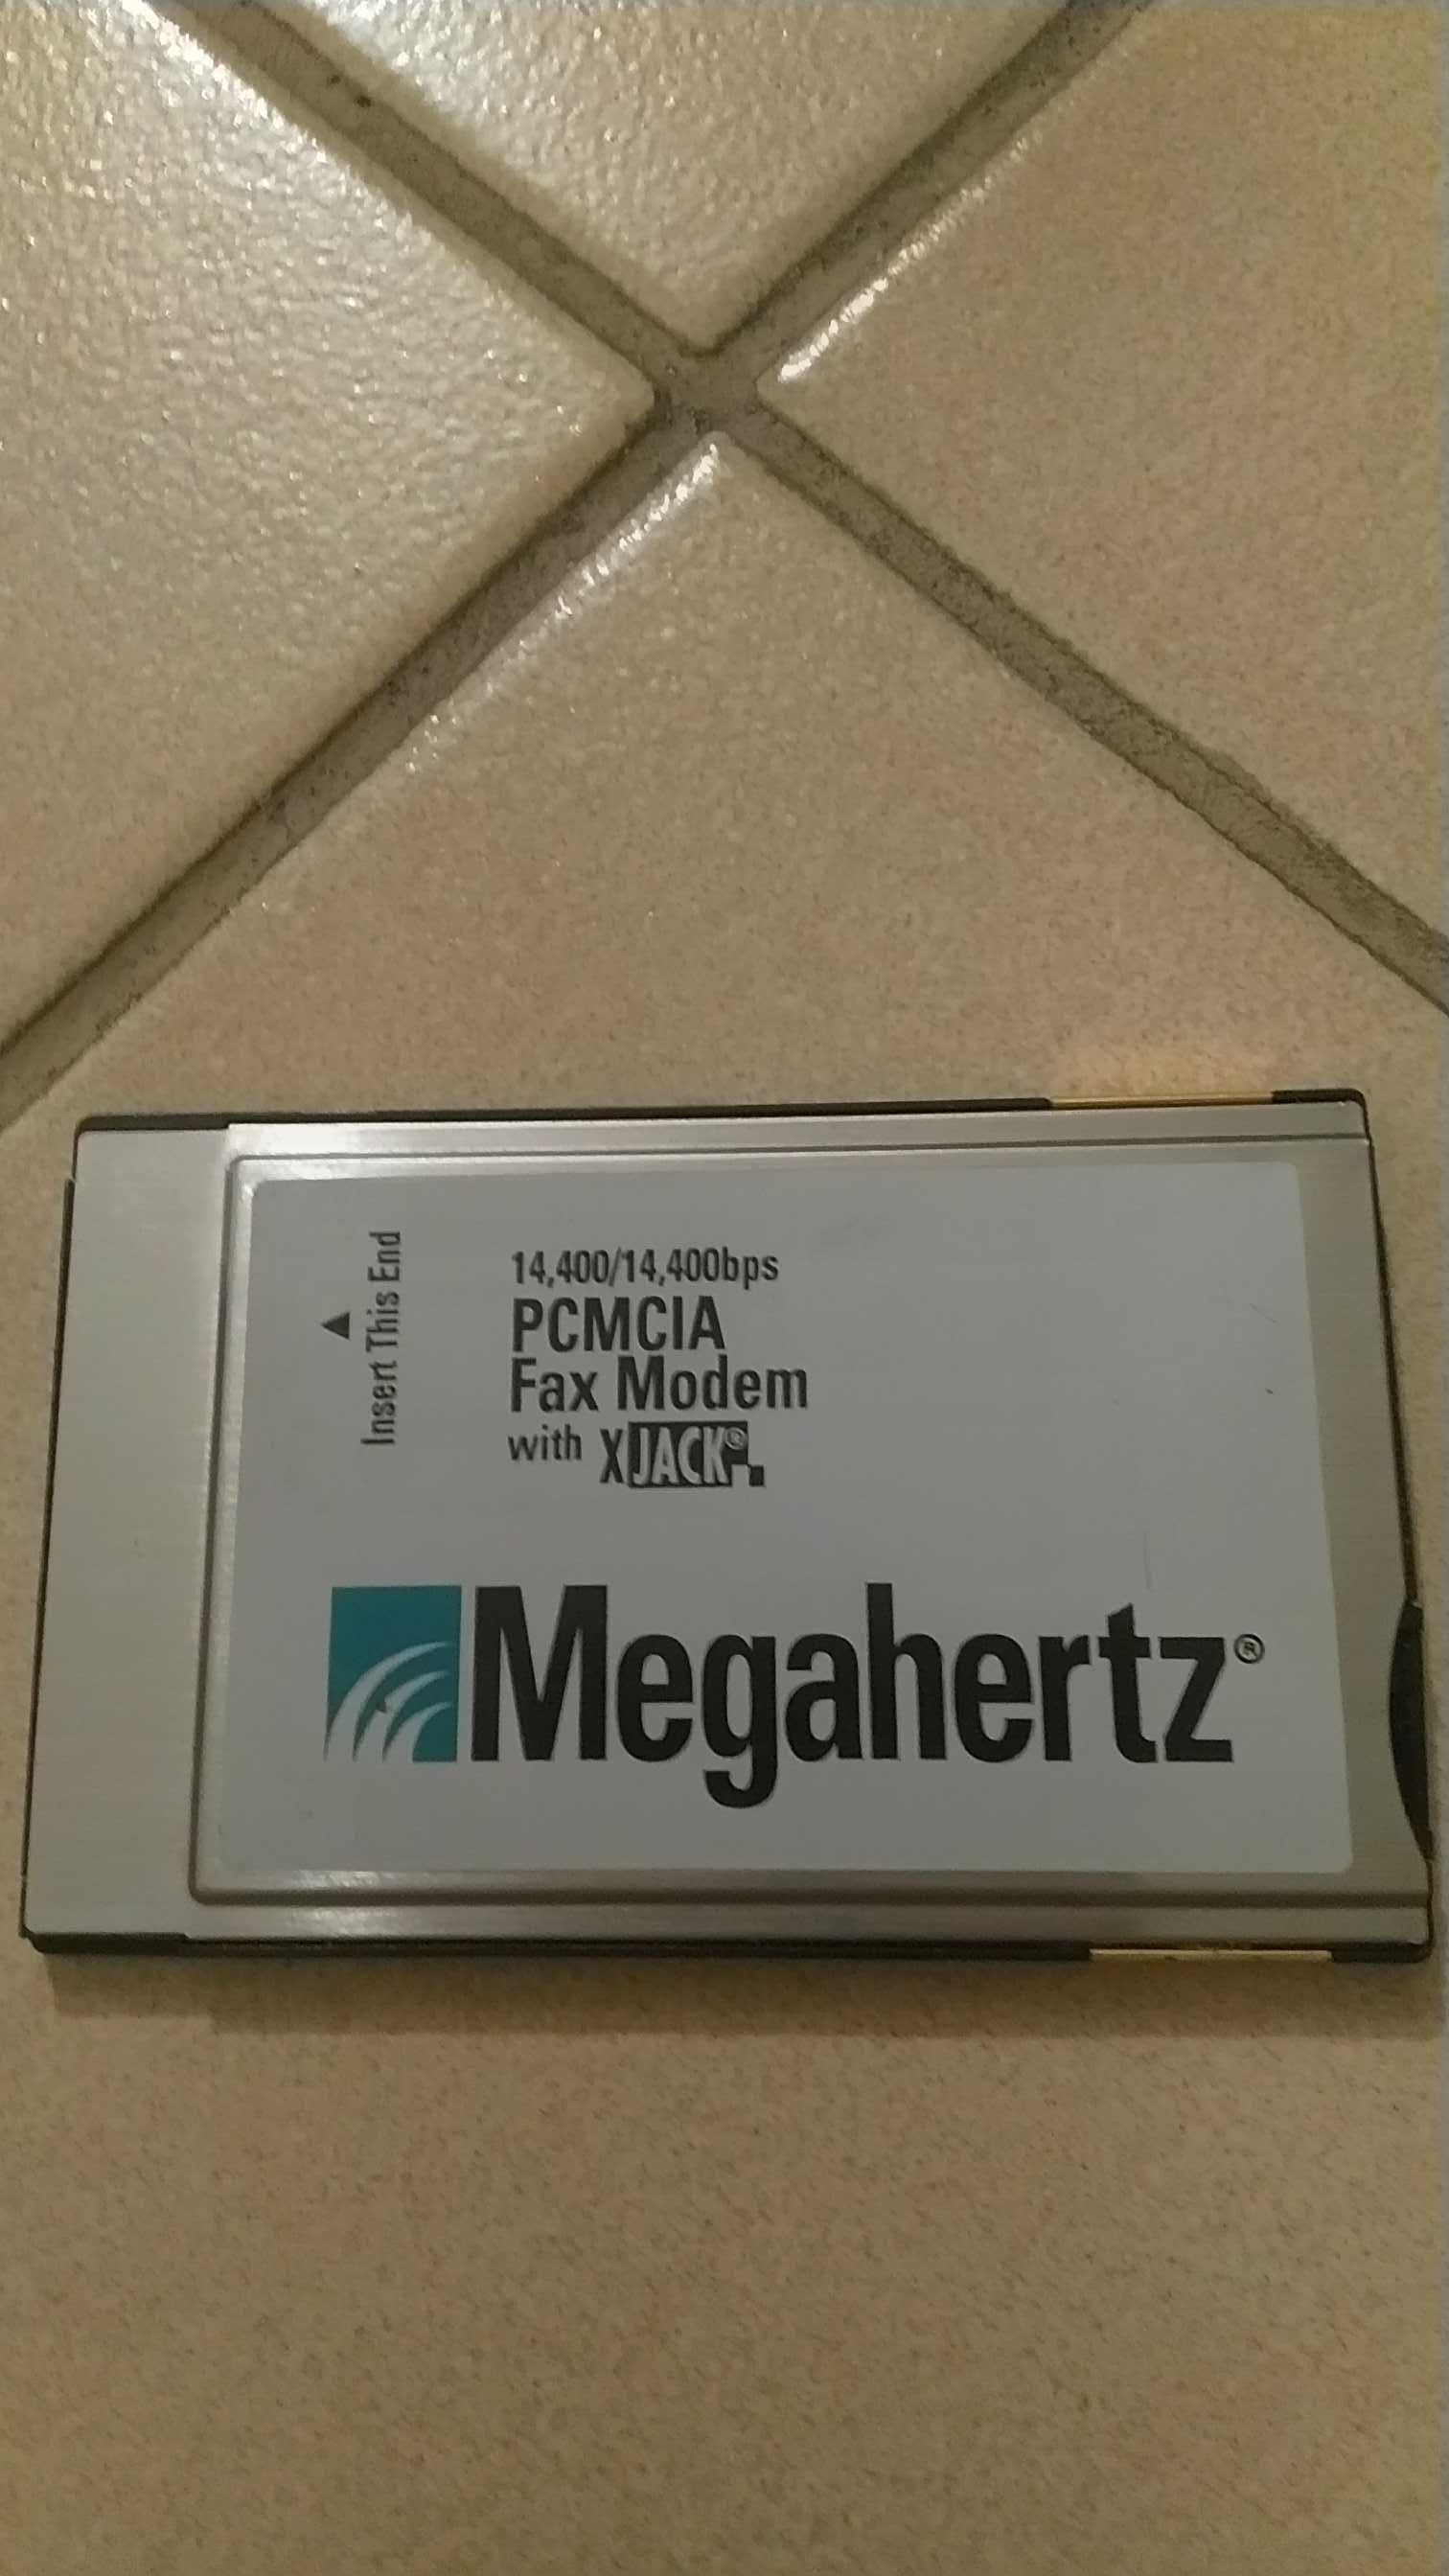 Insert This End
14,400/14,400bps
PCMCIA
Fax Modem
with XJACK®
Megahertz®